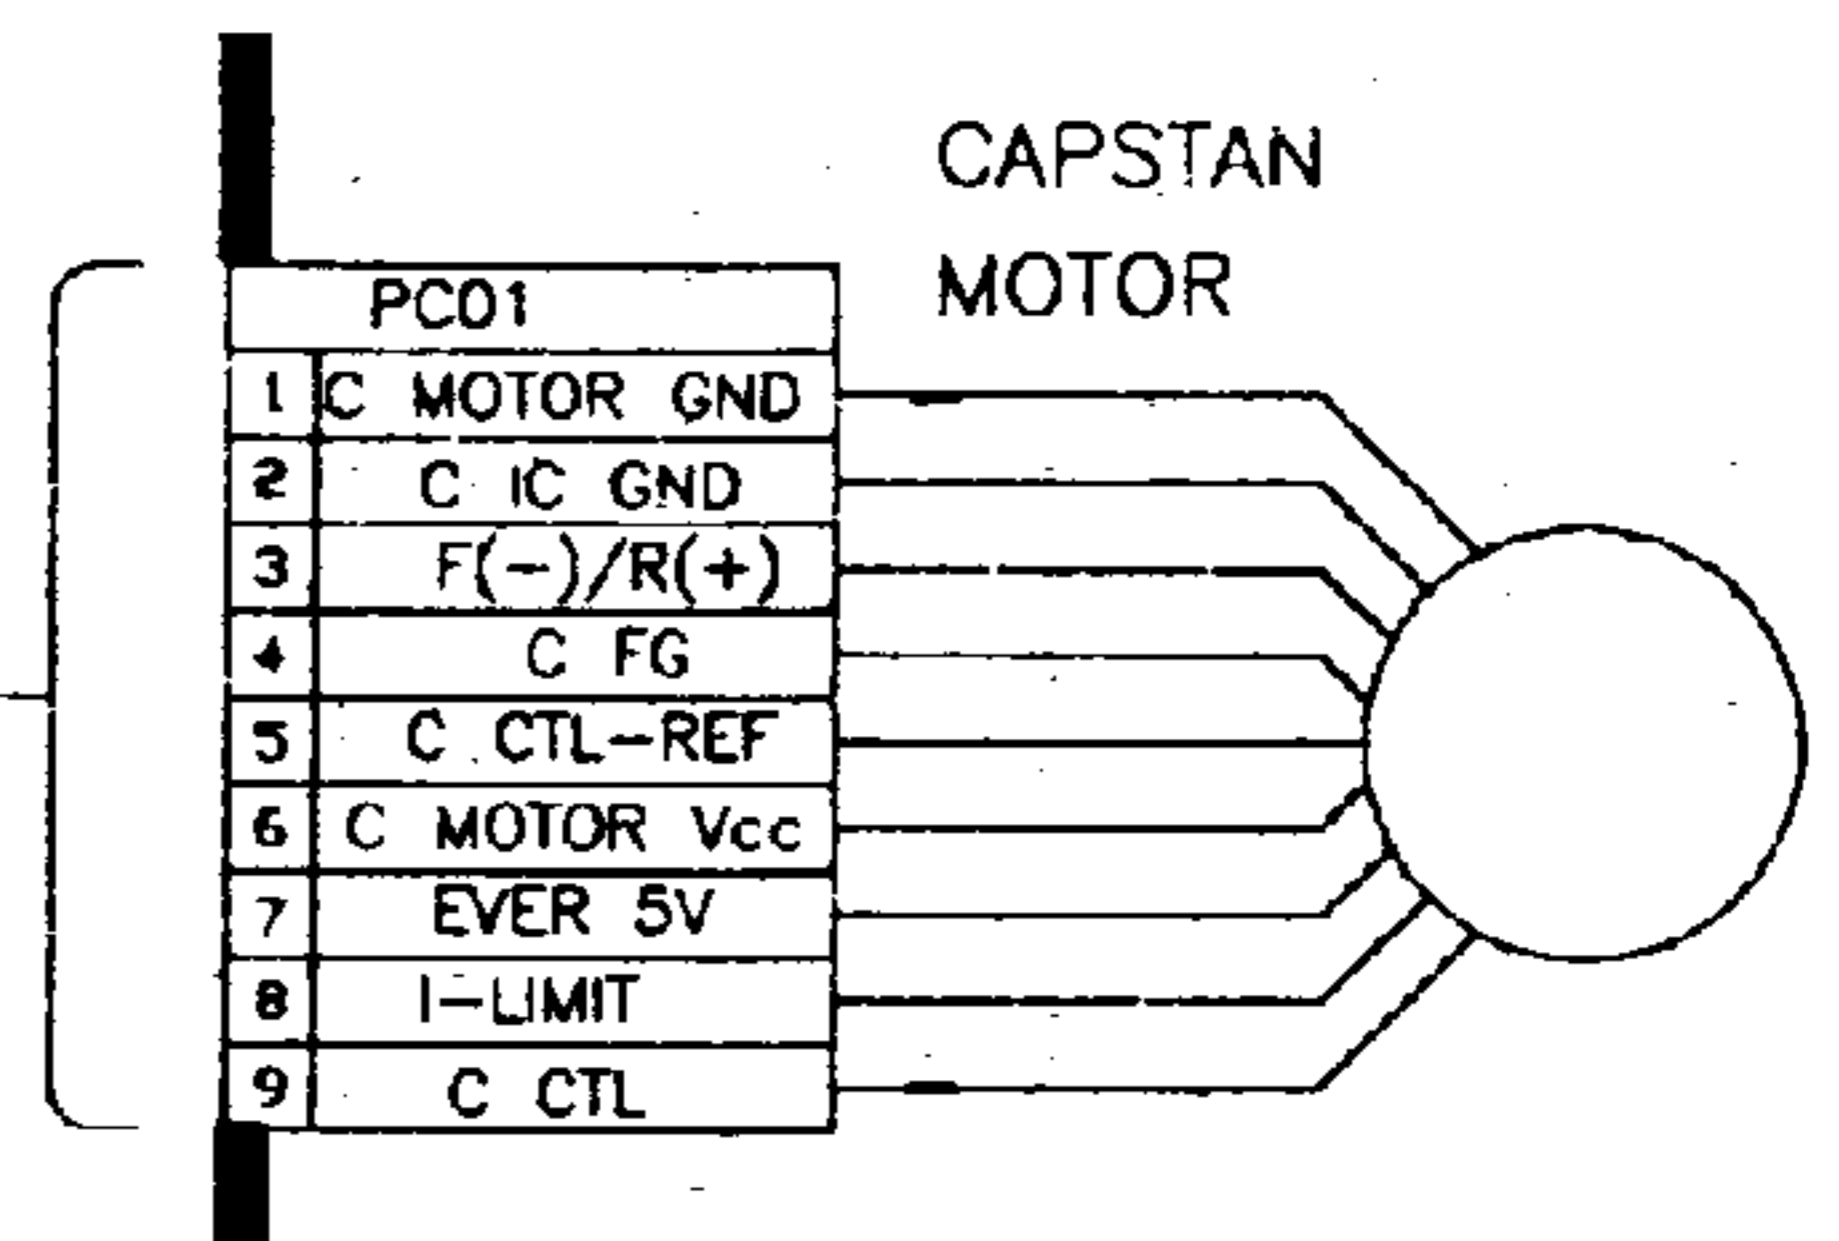 CAPSTAN
MOTOR
PC01
1 C MOTOR GND
2 C IC GND
3 F(-)/R(+)
4 C FG
5 C CTL-REF
6 C MOTOR Vcc
7 EVER 5V
8 I-LIMIT
9 C CTL